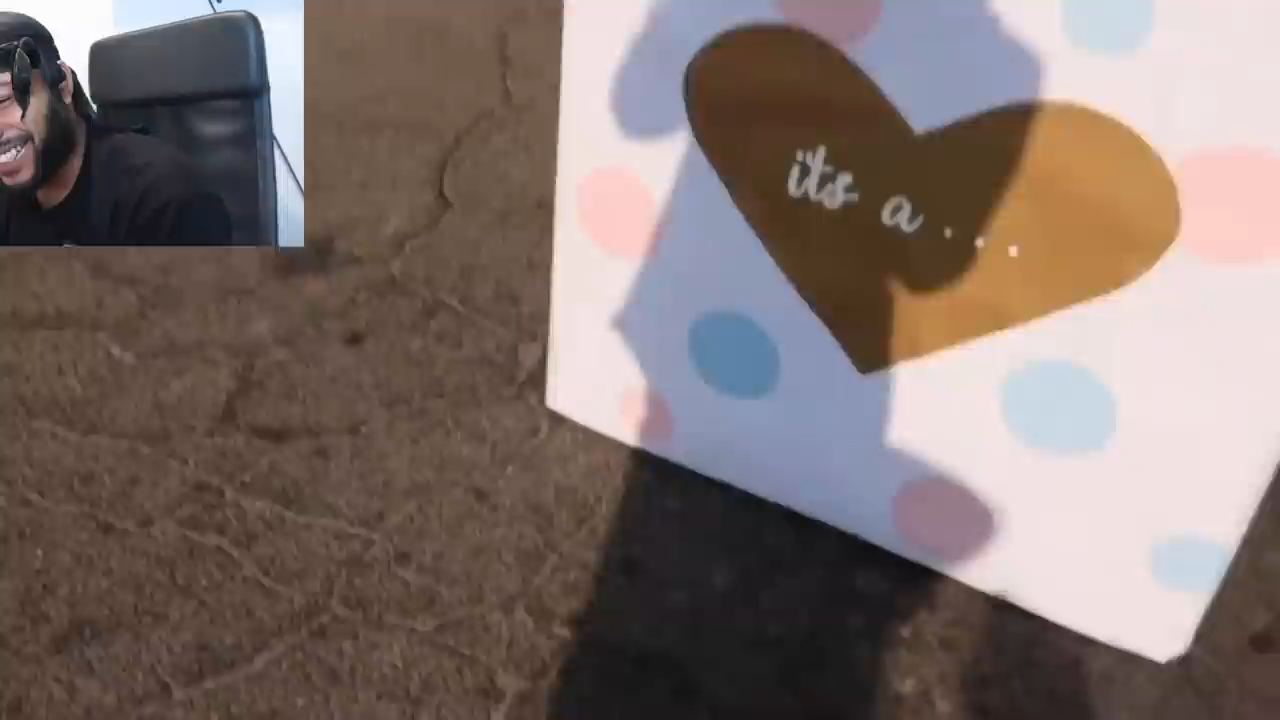 its a . . .